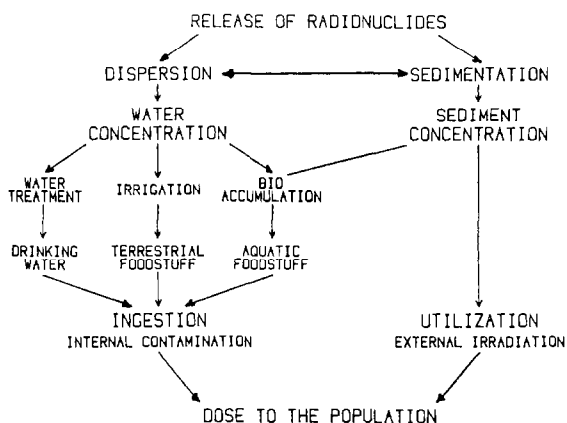 RELEASE OF RADIONUCLIDES
DISPERSION
SEDIMENTATION
WATER
CONCENTRATION
SEDIMENT
CONCENTRATION
WATER
TREATMENT
IRRIGATION
BIO
ACCUMULATION
DRINKING
WATER
TERRESTRIAL
FOODSTUFF
AQUATIC
FOODSTUFF
INGESTION
INTERNAL CONTAMINATION
UTILIZATION
EXTERNAL IRRADIATION
DOSE TO THE POPULATION